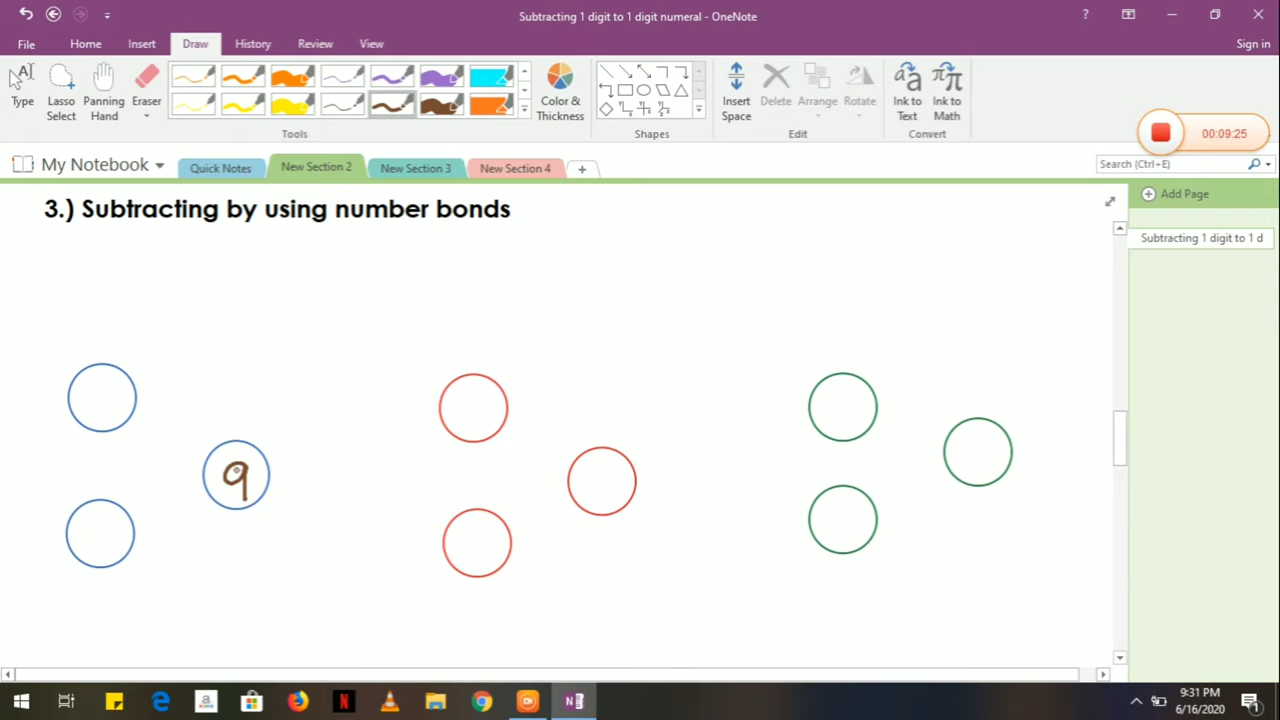 Subtracting 1 digit to 1 digit numeral - OneNote
?
File
Home
Insert
Draw
History
Review
View
Sign in
Type
Lasso Select
Panning Hand
Eraser
Color & Thickness
Insert Space
Delete
Arrange
Rotate
Ink to Text
Ink to Math
Tools
Shapes
Edit
Convert
00:09:25
My Notebook
Quick Notes
New Section 2
New Section 3
New Section 4
Search (Ctrl+E)
3.) Subtracting by using number bonds
Add Page
Subtracting 1 digit to 1 d
9
9:31 PM
6/16/2020